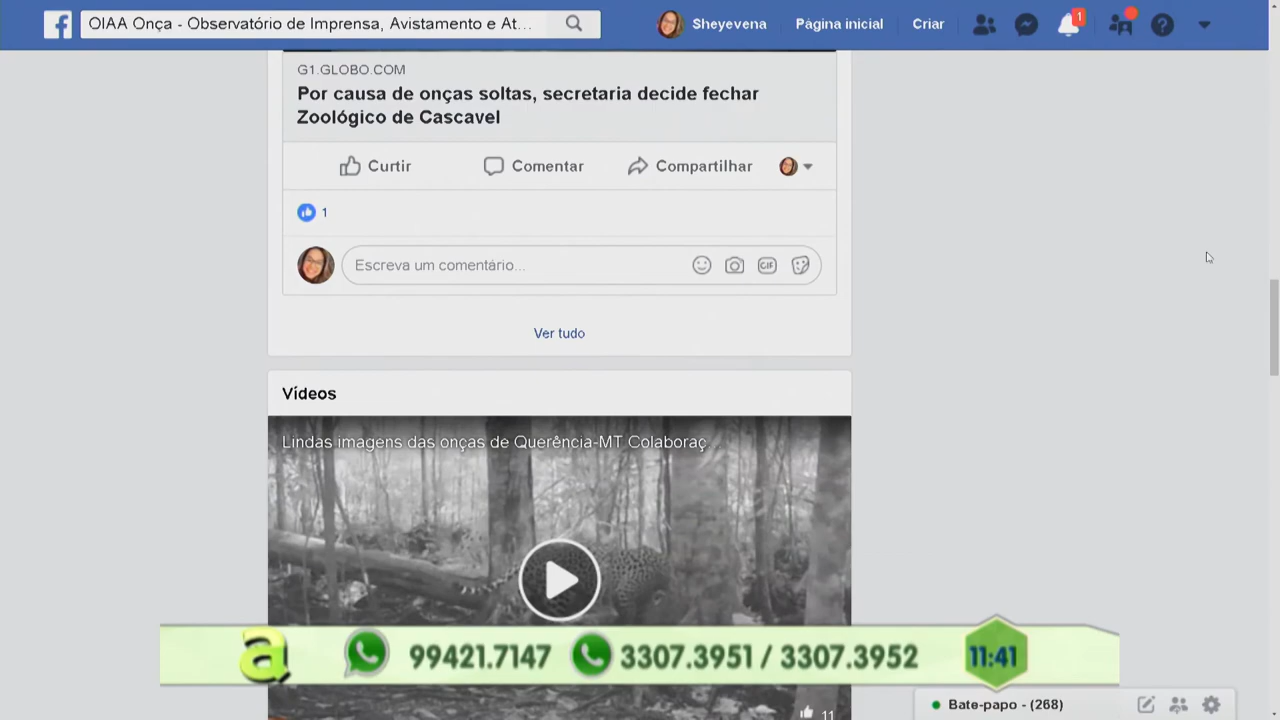 OIAA Onça - Observatório de Imprensa, Avistamento e At...
Sheyevena
Página inicial
Criar
1
G1.GLOBO.COM
Por causa de onças soltas, secretaria decide fechar
Zoológico de Cascavel
Curtir
Comentar
Compartilhar
1
Escreva um comentário...
GIF
Ver tudo
Vídeos
Lindas imagens das onças de Querência-MT Colaboraç...
a
99421.7147
3307.3951 / 3307.3952
11:41
11
Bate-papo - (268)